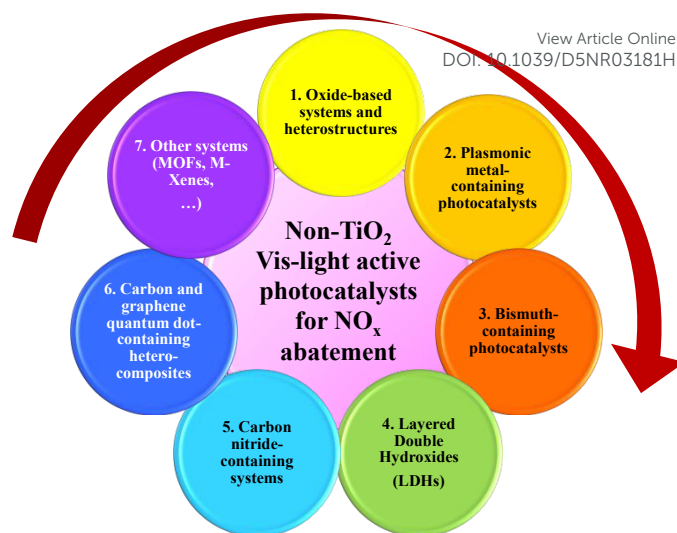 View Article Online
DOI: 10.1039/D5NR03181H
1. Oxide-based
systems and
heterostructures
2. Plasmonic
metal-
containing
photocatalysts
3. Bismuth-
containing
photocatalysts
4. Layered
Double
Hydroxides
(LDHs)
5. Carbon
nitride-
containing
systems
6. Carbon and
graphene
quantum dot-
containing
hetero-
composites
7. Other systems
(MOFs, M-
Xenes,
…)
Non-TiO₂
Vis-light active
photocatalysts
for NOₓ
abatement